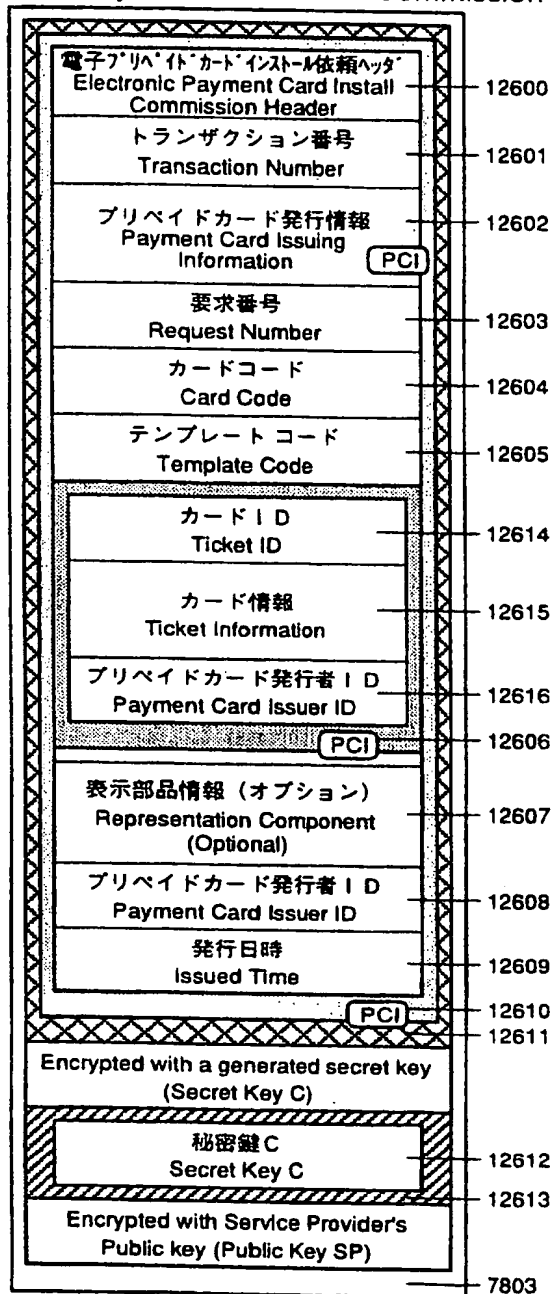 電子プリペイドカードインストール依頼ヘッダ
Electronic Payment Card Install
Commission Header
12600
トランザクション番号
Transaction Number
12601
プリペイドカード発行情報
Payment Card Issuing
Information
PCI
12602
要求番号
Request Number
12603
カードコード
Card Code
12604
テンプレート コード
Template Code
12605
カードID
Ticket ID
12614
カード情報
Ticket Information
12615
プリペイドカード発行者ID
Payment Card Issuer ID
12616
PCI
12606
表示部品情報（オプション）
Representation Component
(Optional)
12607
プリペイドカード発行者ID
Payment Card Issuer ID
12608
発行日時
Issued Time
12609
PCI
12610
12611
Encrypted with a generated secret key
(Secret Key C)
秘密鍵C
Secret Key C
12612
12613
Encrypted with Service Provider's
Public key (Public Key SP)
7803